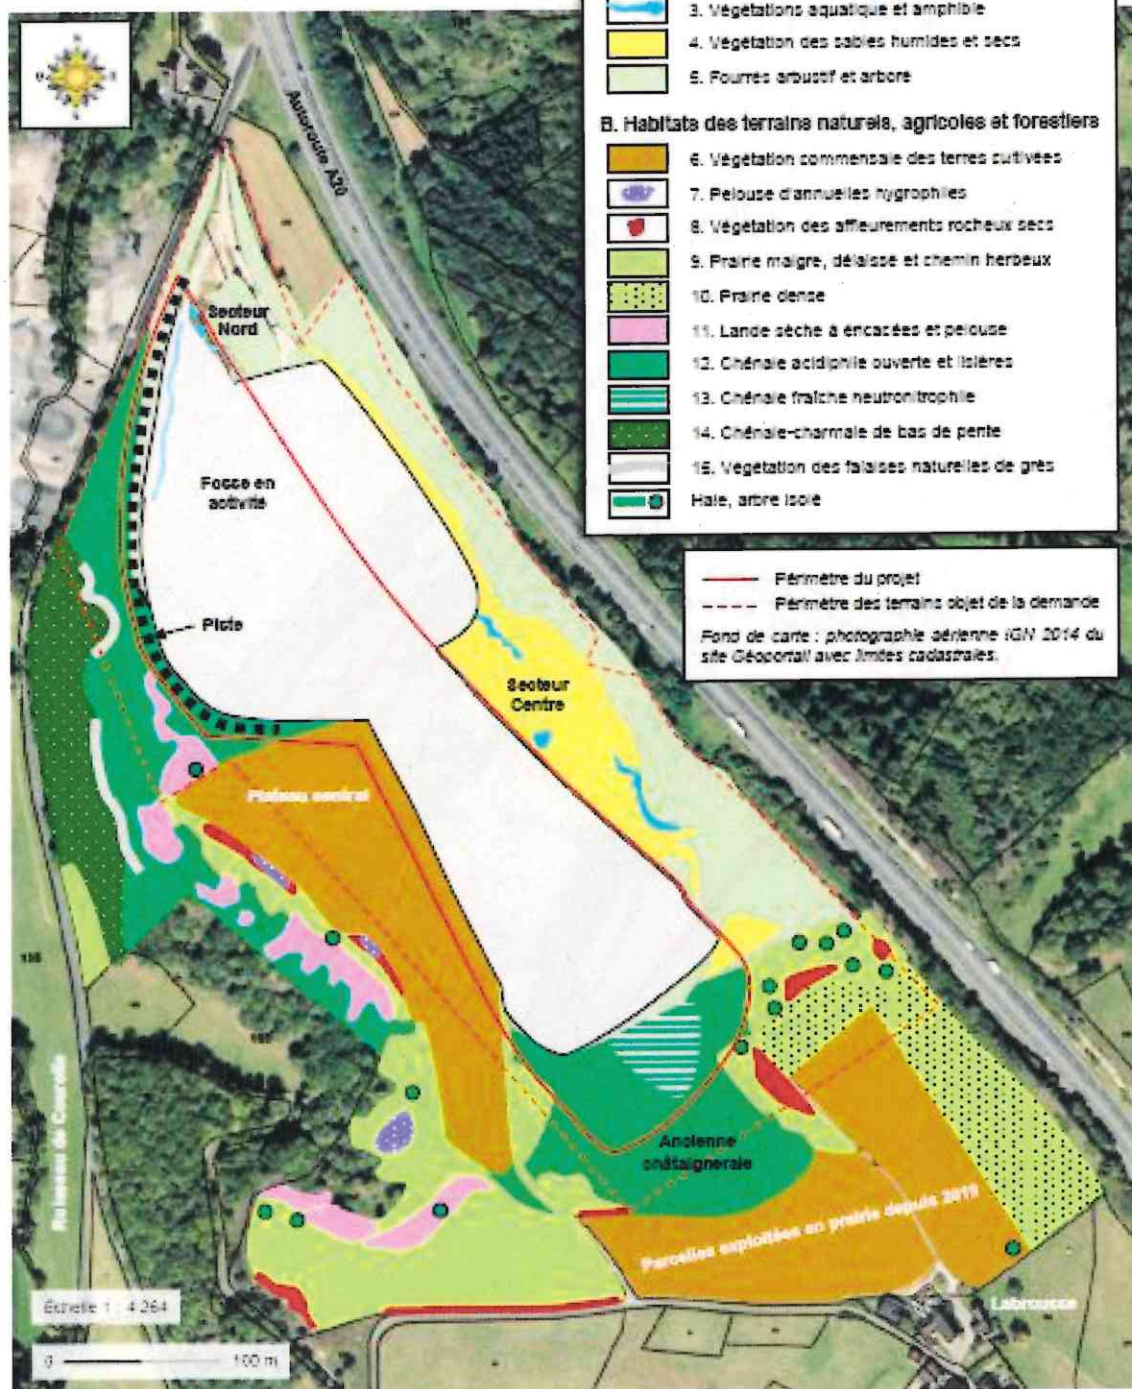 3. Végétations aquatique et amphibie
4. Végétation des sables humides et secs
5. Fourrés arbustif et arboré
B. Habitats des terrains naturels, agricoles et forestiers
6. Végétation commensale des terres cultivées
7. Pelouse d'annuelles hygrophiles
8. Végétation des affleurements rocheux secs
9. Prairie maigre, délaissé et chemin herbeux
10. Prairie dense
11. Lande sèche à éricacées et pelouse
12. Chênaie acidiphile ouverte et lisières
13. Chênaie fraîche neutronitrophile
14. Chênaie-charmaie de bas de pente
15. Végétation des falaises naturelles de grès
Haie, arbre isolé
Périmètre du projet
Périmètre des terrains objet de la demande
Fond de carte : photographie aérienne IGN 2014 du
site Géoportail avec limites cadastrales.
Autoroute A20
Secteur
Nord
Fosse en
activité
Piste
Secteur
Centre
Plateau central
Ancienne
châtaigneraie
Parcelles exploitées en prairie depuis 2019
Labrousse
Ruisseau de
Echelle 1 : 4 264
0
100 m